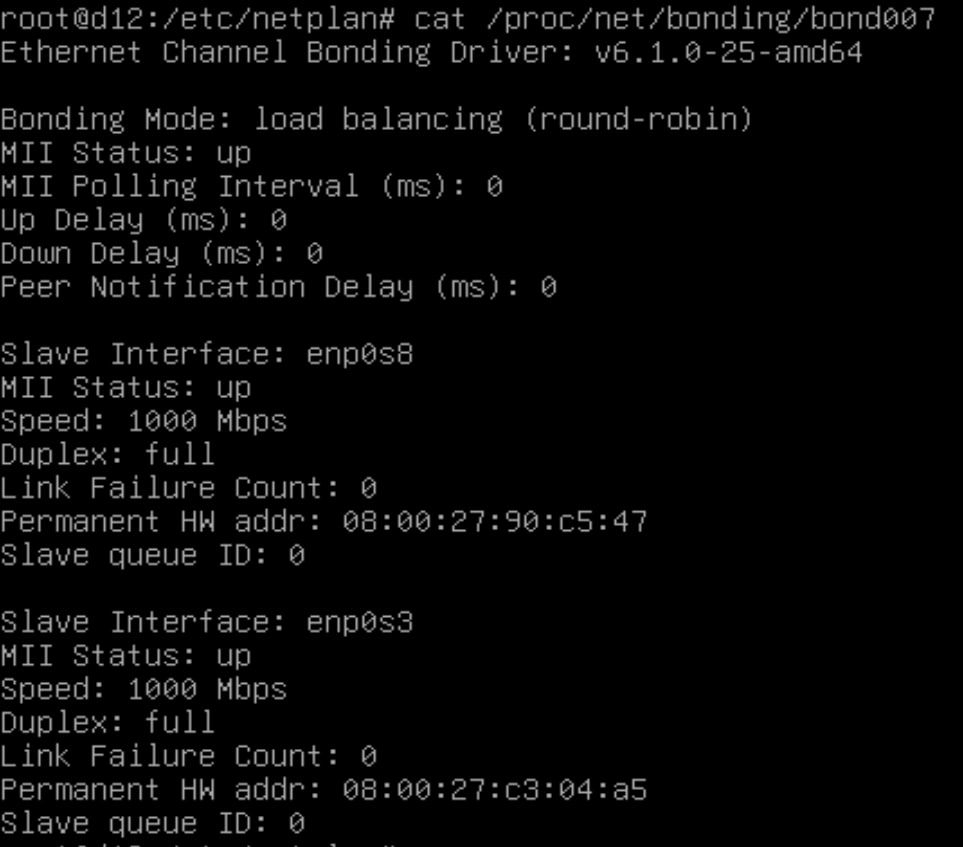 root@d12:/etc/netplan# cat /proc/net/bonding/bond007
Ethernet Channel Bonding Driver: v6.1.0-25-amd64
Bonding Mode: load balancing (round-robin)
MII Status: up
MII Polling Interval (ms): 0
Up Delay (ms): 0
Down Delay (ms): 0
Peer Notification Delay (ms): 0
Slave Interface: enp0s8
MII Status: up
Speed: 1000 Mbps
Duplex: full
Link Failure Count: 0
Permanent HW addr: 08:00:27:90:c5:47
Slave queue ID: 0
Slave Interface: enp0s3
MII Status: up
Speed: 1000 Mbps
Duplex: full
Link Failure Count: 0
Permanent HW addr: 08:00:27:c3:04:a5
Slave queue ID: 0